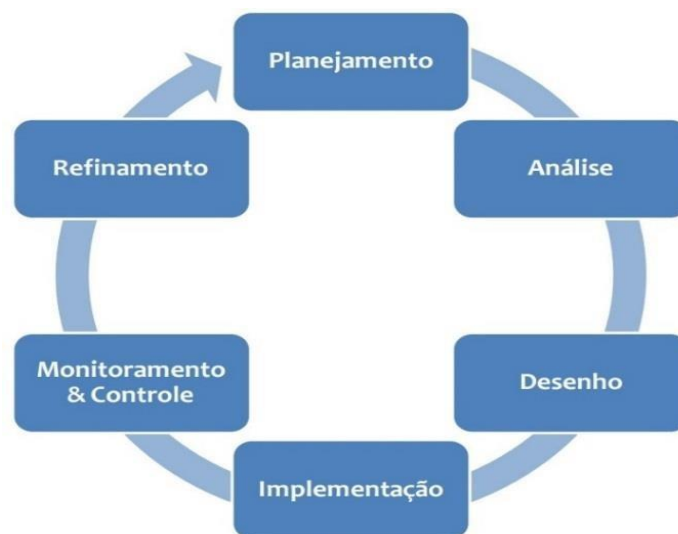 Planejamento
Análise
Desenho
Implementação
Monitoramento
& Controle
Refinamento